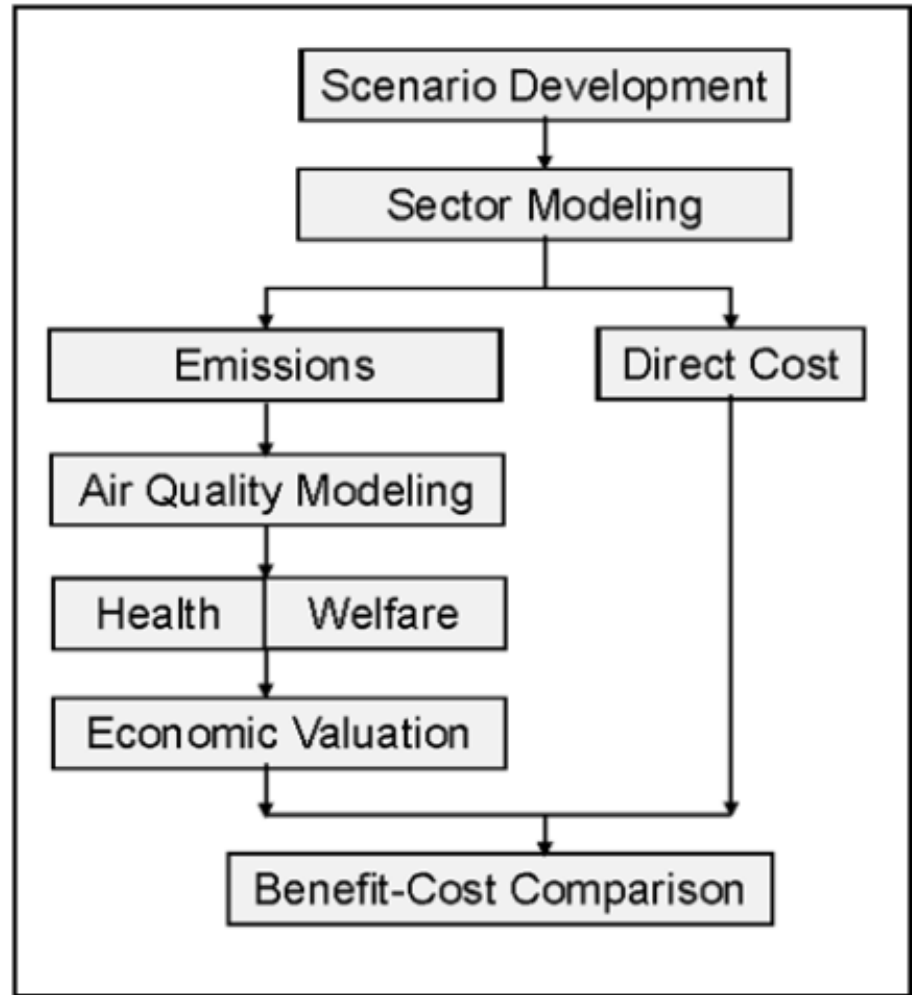 Scenario Development
Sector Modeling
Emissions
Direct Cost
Air Quality Modeling
Health
Welfare
Economic Valuation
Benefit-Cost Comparison